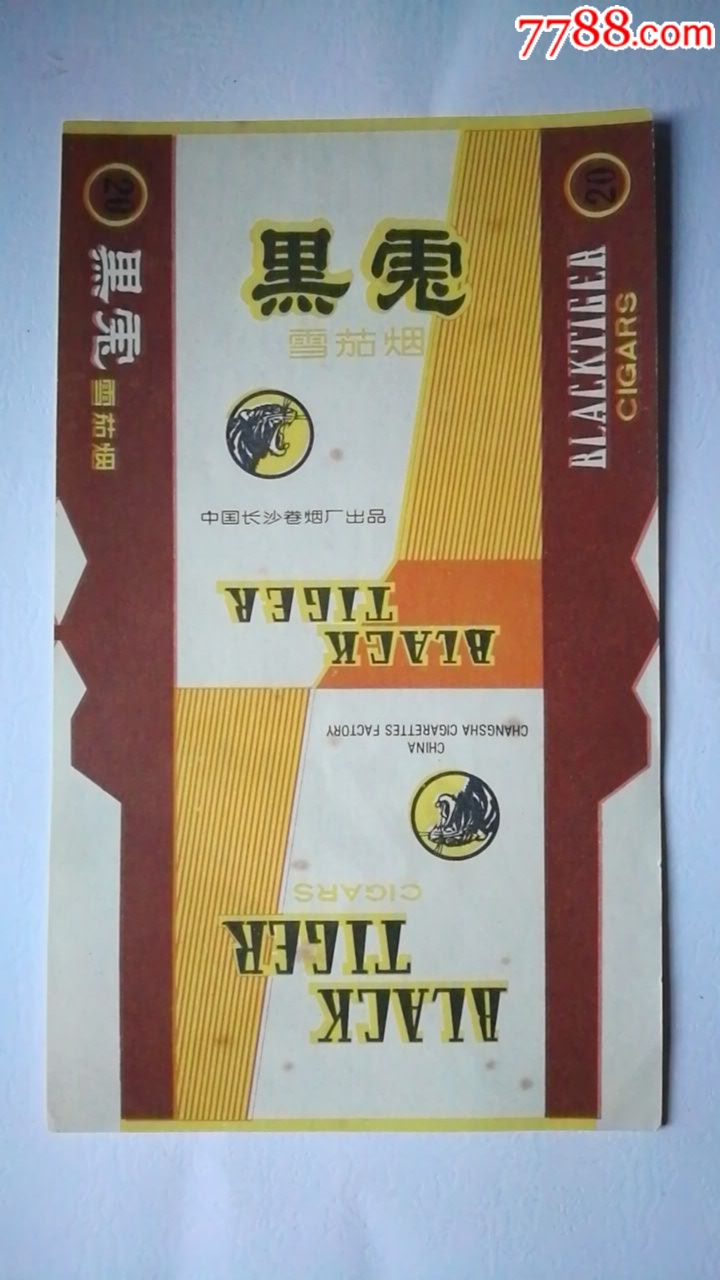 7788.com
20
黑虎
雪茄烟
黑虎
雪茄烟
中国长沙卷烟厂出品
20
BLACKTIGER
CIGARS
BLACK
TIGER
BLACK
TIGER
CIGARS
CHINA
CHANGSHA CIGARETTES FACTORY